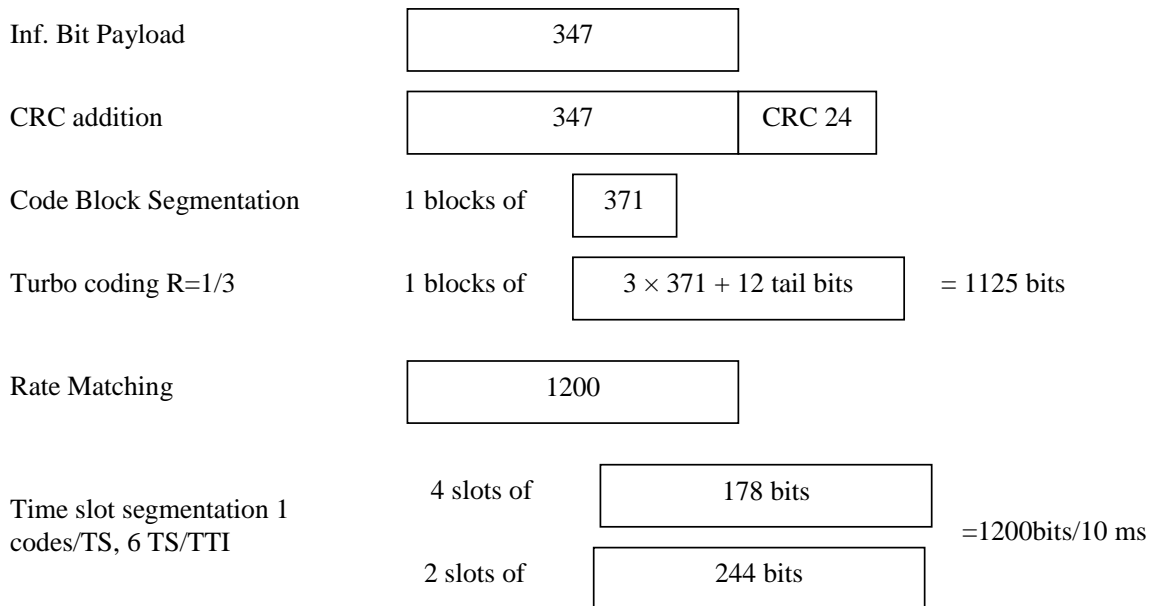 Inf. Bit Payload 347
CRC addition 347 CRC 24
Code Block Segmentation 1 blocks of 371
Turbo coding R=1/3 1 blocks of 3 × 371 + 12 tail bits = 1125 bits
Rate Matching 1200
4 slots of 178 bits
Time slot segmentation 1
codes/TS, 6 TS/TTI
=1200bits/10 ms
2 slots of 244 bits